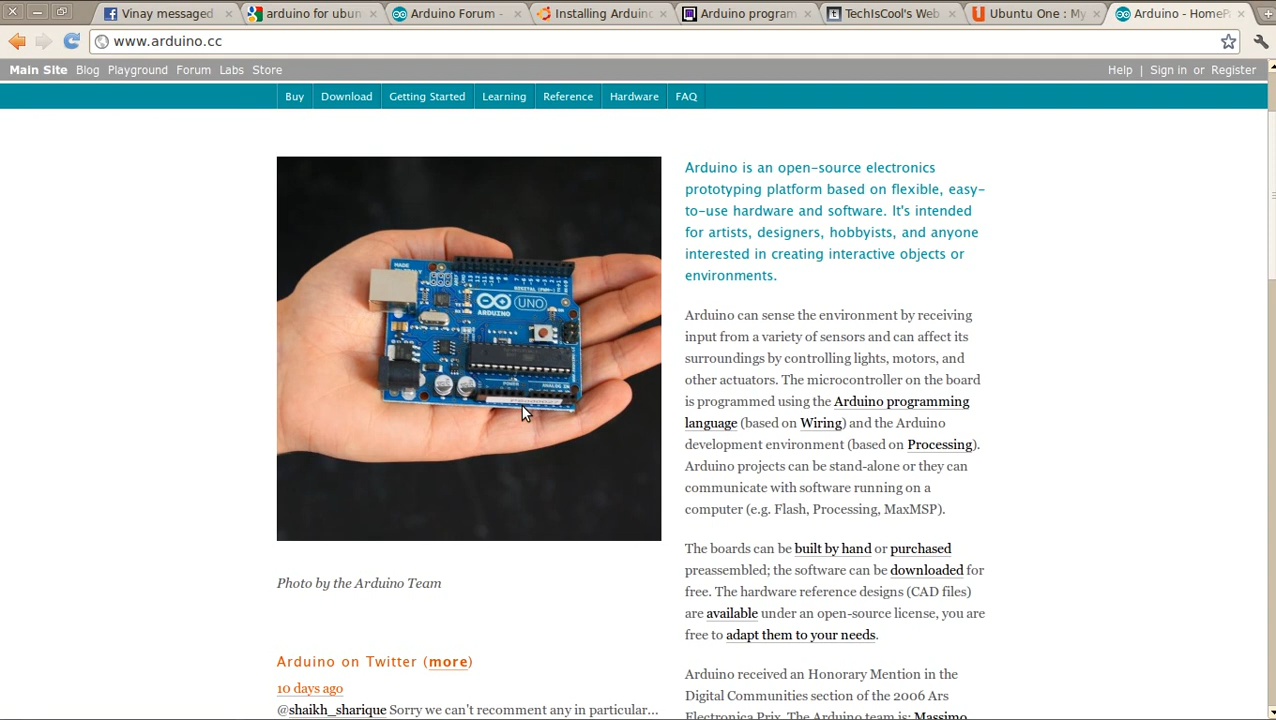 Vinay messaged
arduino for ubun
Arduino Forum -
Installing Arduino
Arduino program
TechIsCool's Web
Ubuntu One : My
Arduino - HomePa
www.arduino.cc
Main Site Blog Playground Forum Labs Store
Help | Sign in or Register
Buy Download Getting Started Learning Reference Hardware FAQ
UNO
ARDUINO
POWER
ANALOG IN
Photo by the Arduino Team
Arduino on Twitter (more)
10 days ago
@shaikh_sharique Sorry we can't recomment any in particular...
Arduino is an open-source electronics
prototyping platform based on flexible, easy-
to-use hardware and software. It's intended
for artists, designers, hobbyists, and anyone
interested in creating interactive objects or
environments.
Arduino can sense the environment by receiving
input from a variety of sensors and can affect its
surroundings by controlling lights, motors, and
other actuators. The microcontroller on the board
is programmed using the Arduino programming
language (based on Wiring) and the Arduino
development environment (based on Processing).
Arduino projects can be stand-alone or they can
communicate with software running on a
computer (e.g. Flash, Processing, MaxMSP).
The boards can be built by hand or purchased
preassembled; the software can be downloaded for
free. The hardware reference designs (CAD files)
are available under an open-source license, you are
free to adapt them to your needs.
Arduino received an Honorary Mention in the
Digital Communities section of the 2006 Ars
Electronica Prix. The Arduino team is: Massimo